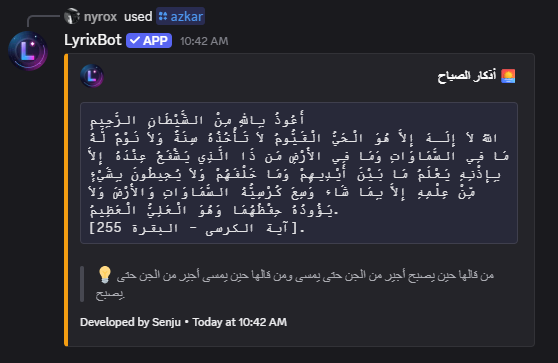 nyrox used azkar
LyrixBot APP 10:42 AM
أذكار الصباح
أَعُوذُ بِاللهِ مِنْ الشَّيْطَانِ الرَّجِيمِ
اللهُ لاَ إِلَـهَ إِلاَّ هُوَ الْحَيُّ الْقَيُّومُ لاَ تَأْخُذُهُ سِنَةٌ وَلاَ نَوْمٌ لَّهُ
مَا فِي السَّمَاوَاتِ وَمَا فِي الأَرْضِ مَن ذَا الَّذِي يَشْفَعُ عِنْدَهُ إِلاَّ
بِإِذْنِهِ يَعْلَمُ مَا بَيْنَ أَيْدِيهِمْ وَمَا خَلْفَهُمْ وَلاَ يُحِيطُونَ بِشَيْءٍ
مِّنْ عِلْمِهِ إِلاَّ بِمَا شَاء وَسِعَ كُرْسِيُّهُ السَّمَاوَاتِ وَالأَرْضَ وَلاَ
يَؤُودُهُ حِفْظُهُمَا وَهُوَ الْعَلِيُّ الْعَظِيمُ.
[آية الكرسى - البقرة 255].
من قالها حين يصبح أجير من الجن حتى يمسى ومن قالها حين يمسى أجير من الجن حتى
يصبح.
Developed by Senju • Today at 10:42 AM